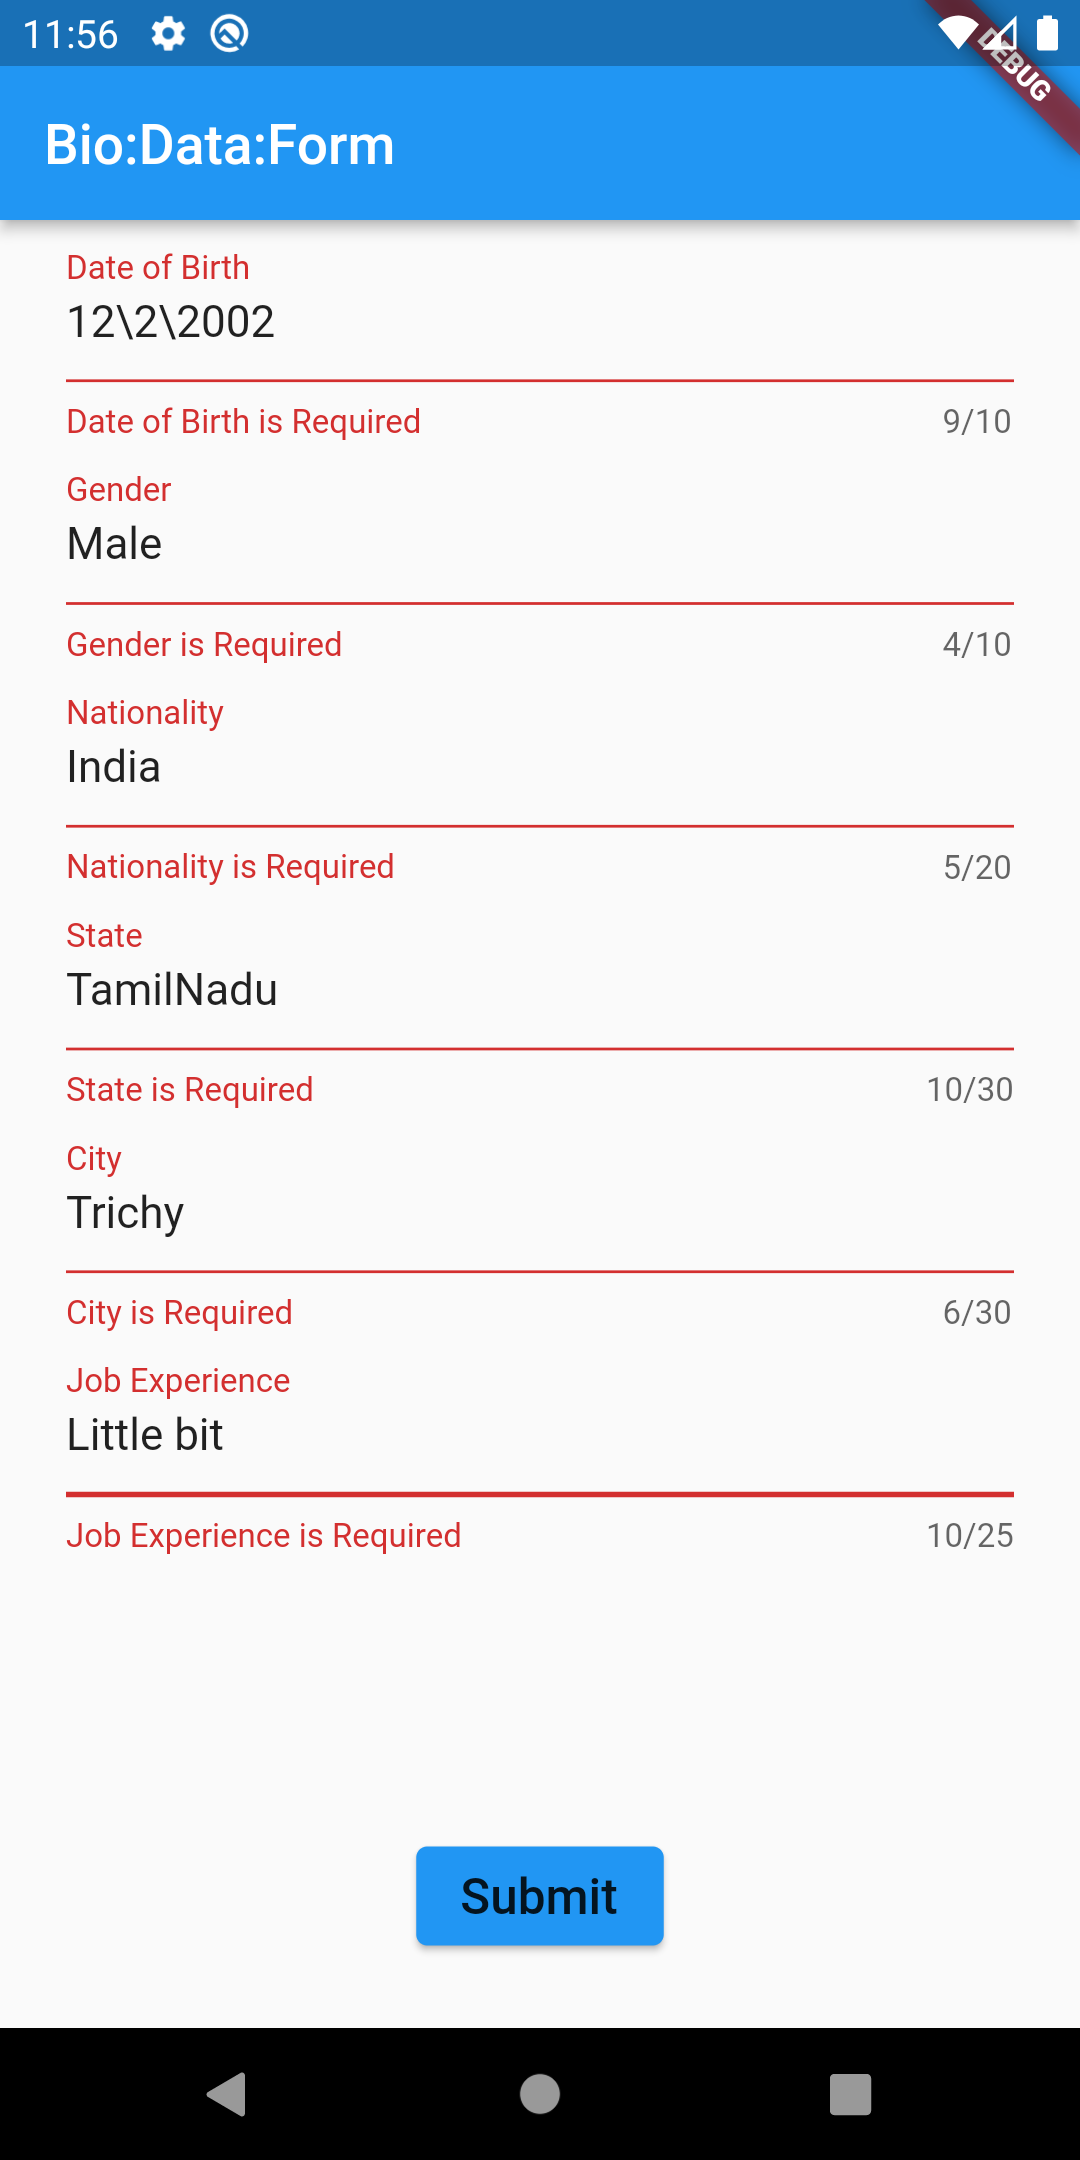 11:56
DEBUG
Bio:Data:Form
Date of Birth
12\2\2002
Date of Birth is Required 9/10
Gender
Male
Gender is Required 4/10
Nationality
India
Nationality is Required 5/20
State
TamilNadu
State is Required 10/30
City
Trichy
City is Required 6/30
Job Experience
Little bit
Job Experience is Required 10/25
Submit